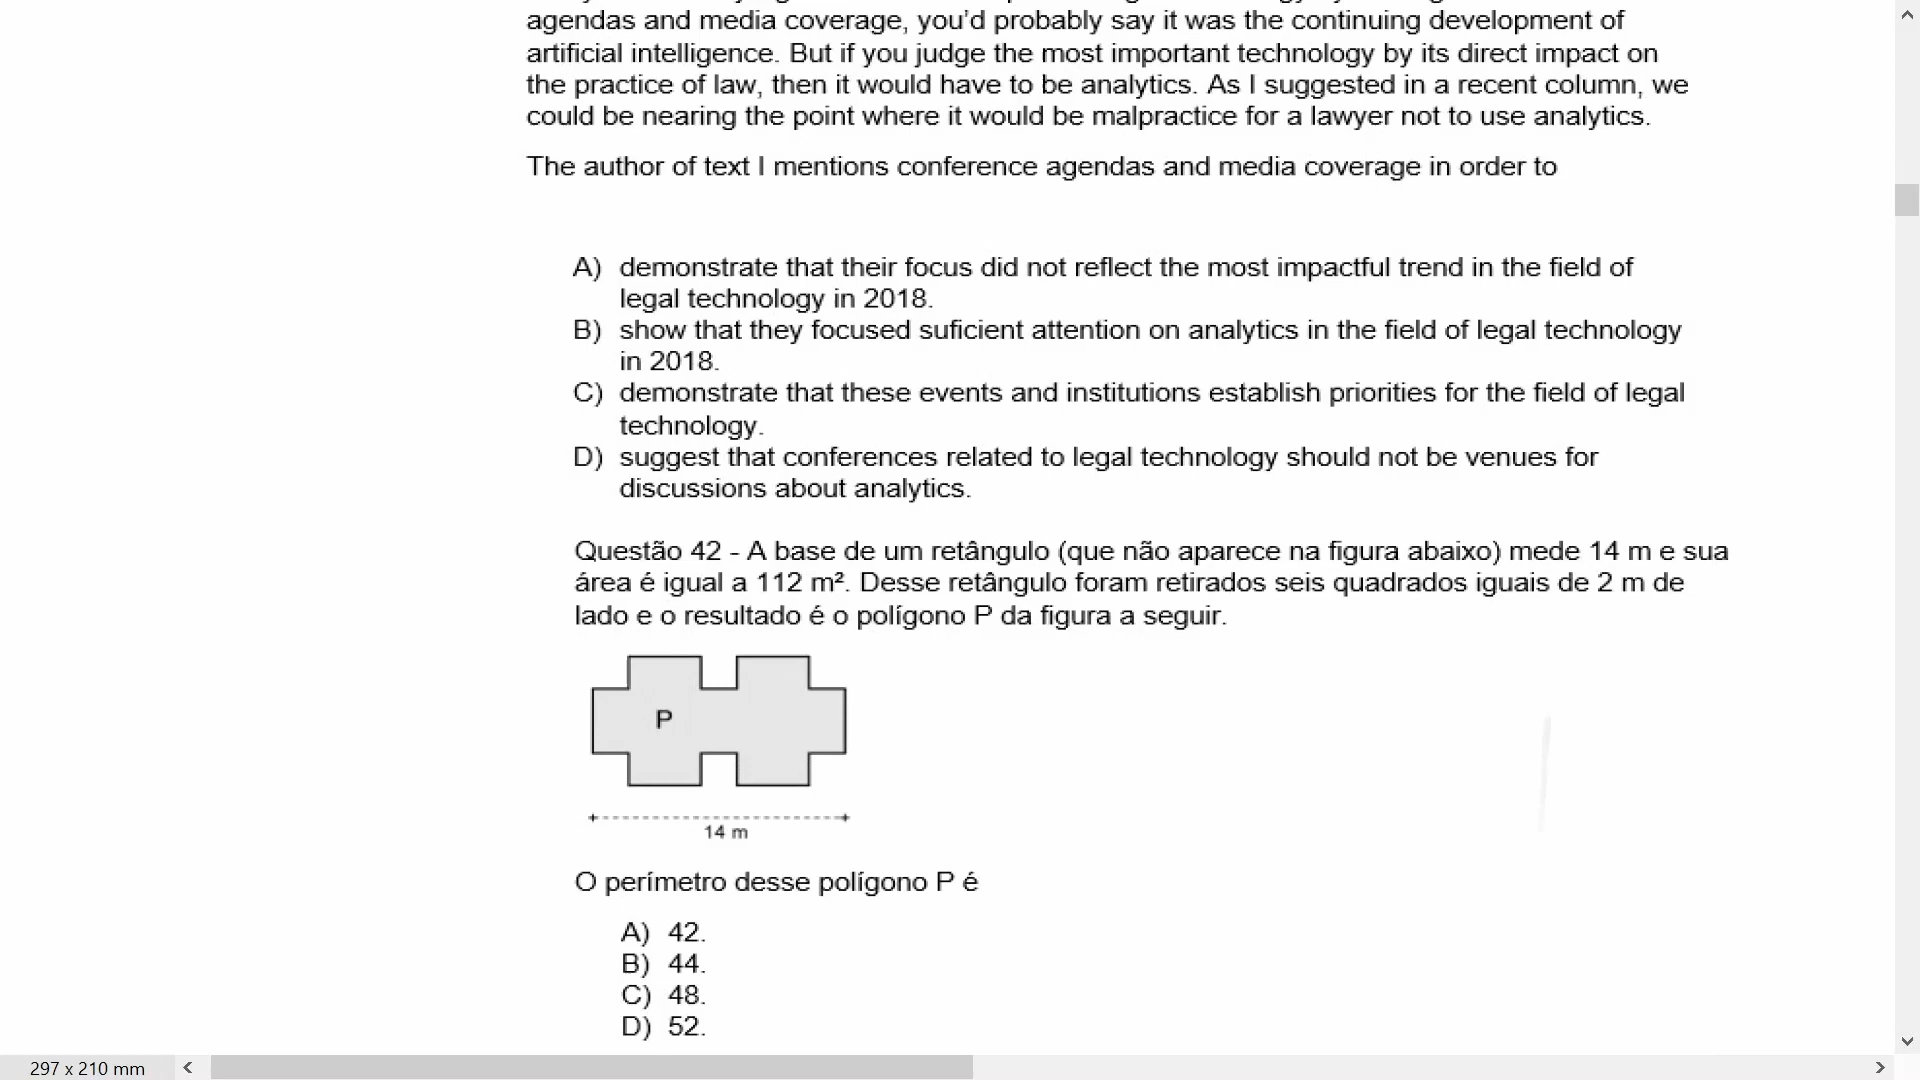 agendas and media coverage, you'd probably say it was the continuing development of
artificial intelligence. But if you judge the most important technology by its direct impact on
the practice of law, then it would have to be analytics. As I suggested in a recent column, we
could be nearing the point where it would be malpractice for a lawyer not to use analytics.
The author of text I mentions conference agendas and media coverage in order to
A) demonstrate that their focus did not reflect the most impactful trend in the field of
legal technology in 2018.
B) show that they focused suficient attention on analytics in the field of legal technology
in 2018.
C) demonstrate that these events and institutions establish priorities for the field of legal
technology.
D) suggest that conferences related to legal technology should not be venues for
discussions about analytics.
Questão 42 - A base de um retângulo (que não aparece na figura abaixo) mede 14 m e sua
área é igual a 112 m². Desse retângulo foram retirados seis quadrados iguais de 2 m de
lado e o resultado é o polígono P da figura a seguir.
P
14 m
O perímetro desse polígono P é
A) 42.
B) 44.
C) 48.
D) 52.
297 x 210 mm